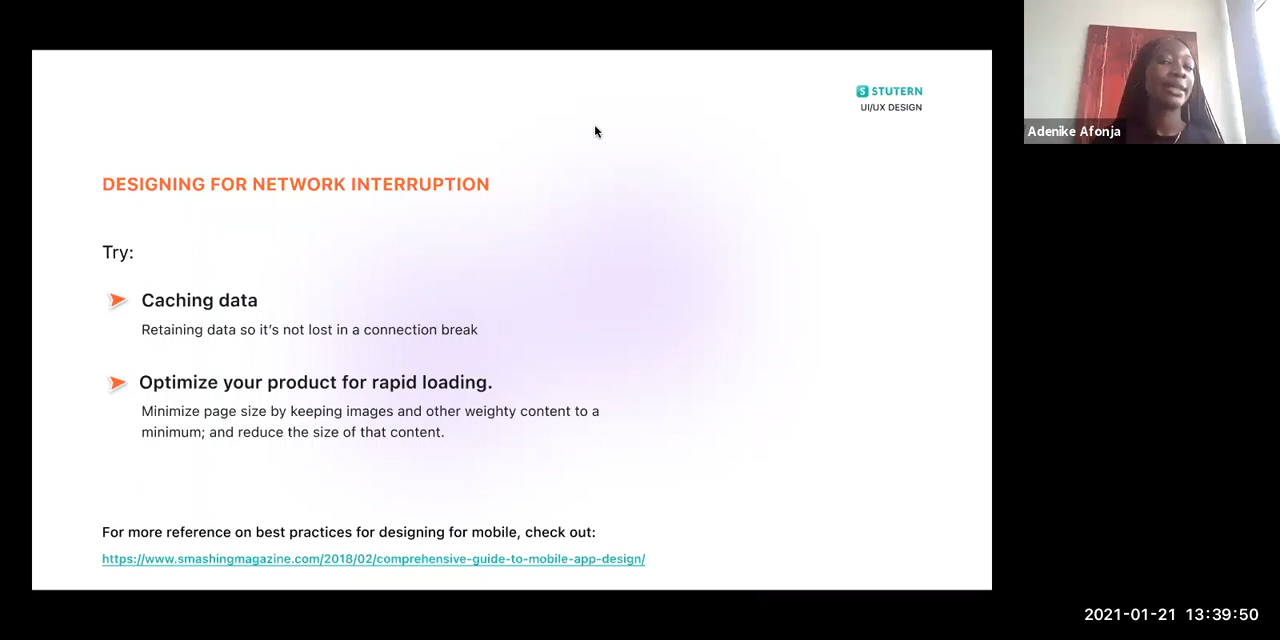 S STUTERN
UI/UX DESIGN
Adenike Afonja
DESIGNING FOR NETWORK INTERRUPTION
Try:
Caching data
Retaining data so it’s not lost in a connection break
Optimize your product for rapid loading.
Minimize page size by keeping images and other weighty content to a
minimum; and reduce the size of that content.
For more reference on best practices for designing for mobile, check out:
https://www.smashingmagazine.com/2018/02/comprehensive-guide-to-mobile-app-design/
2021-01-21 13:39:50